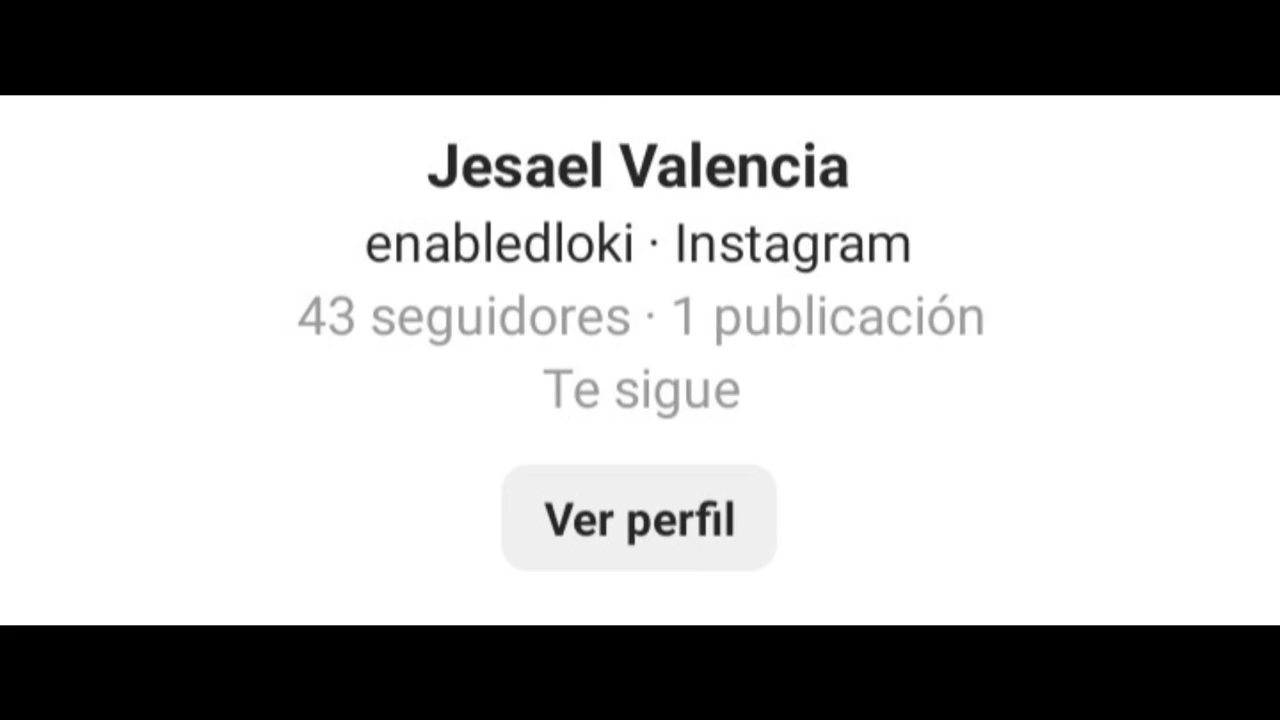 Jesael Valencia
enabledloki · Instagram
43 seguidores · 1 publicación
Te sigue
Ver perfil